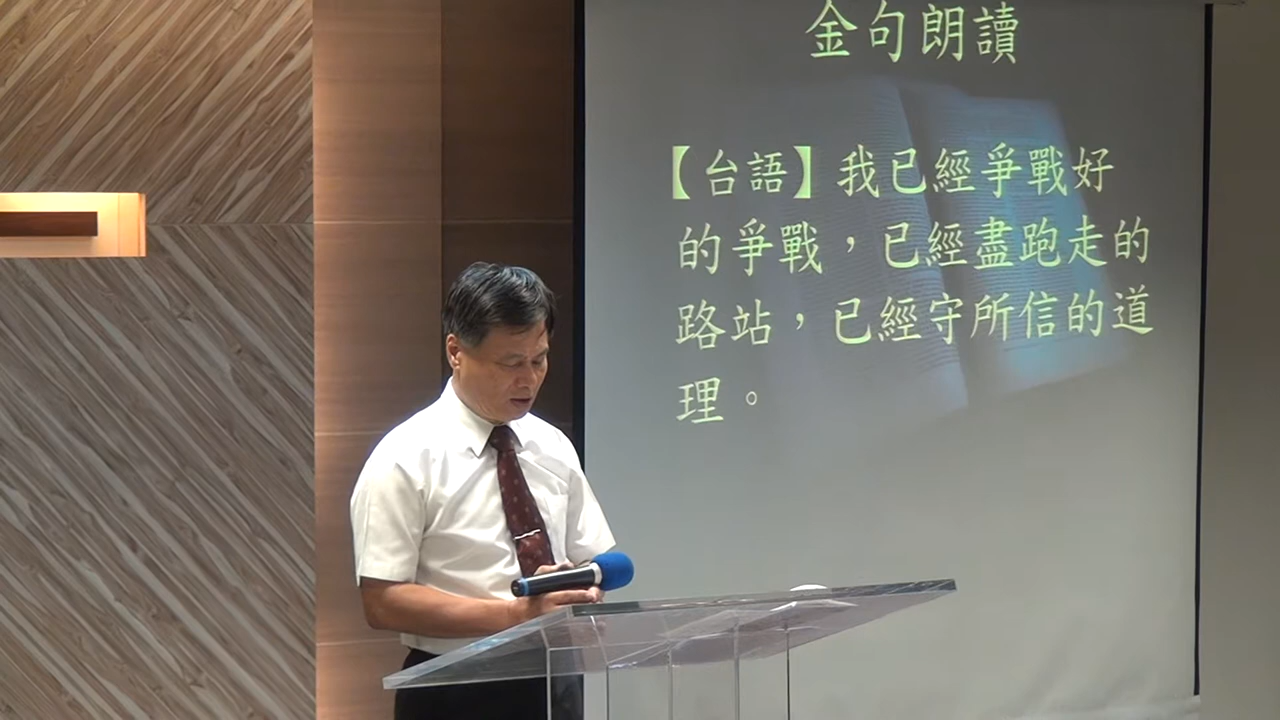 金句朗讀
【台語】我已經爭戰好
的爭戰，已經盡跑走的
路站，已經守所信的道
理。